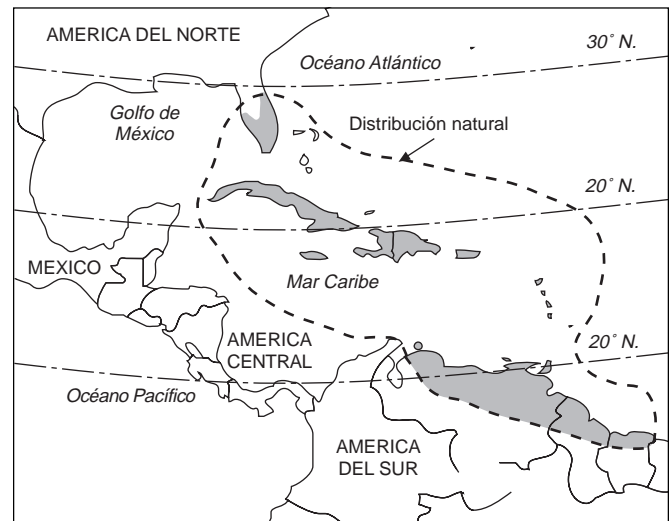 AMERICA DEL NORTE
Océano Atlántico
30° N.
Golfo de
México
Distribución natural
20° N.
MEXICO
Mar Caribe
AMERICA
CENTRAL
20° N.
Océano Pacífico
AMERICA
DEL SUR